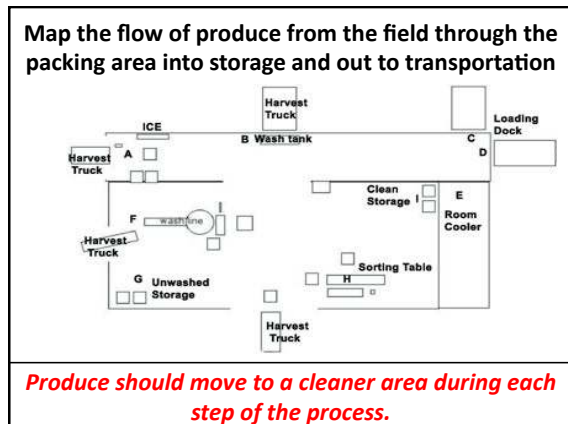 Map the flow of produce from the field through the
packing area into storage and out to transportation
Harvest
Truck
ICE
B Wash tank
Loading
Dock
C
D
Harvest
Truck
A
Clean
Storage
I
E
Room
Cooler
F
wash line
I
Harvest
Truck
G
Unwashed
Storage
Sorting Table
H
Harvest
Truck
Produce should move to a cleaner area during each
step of the process.